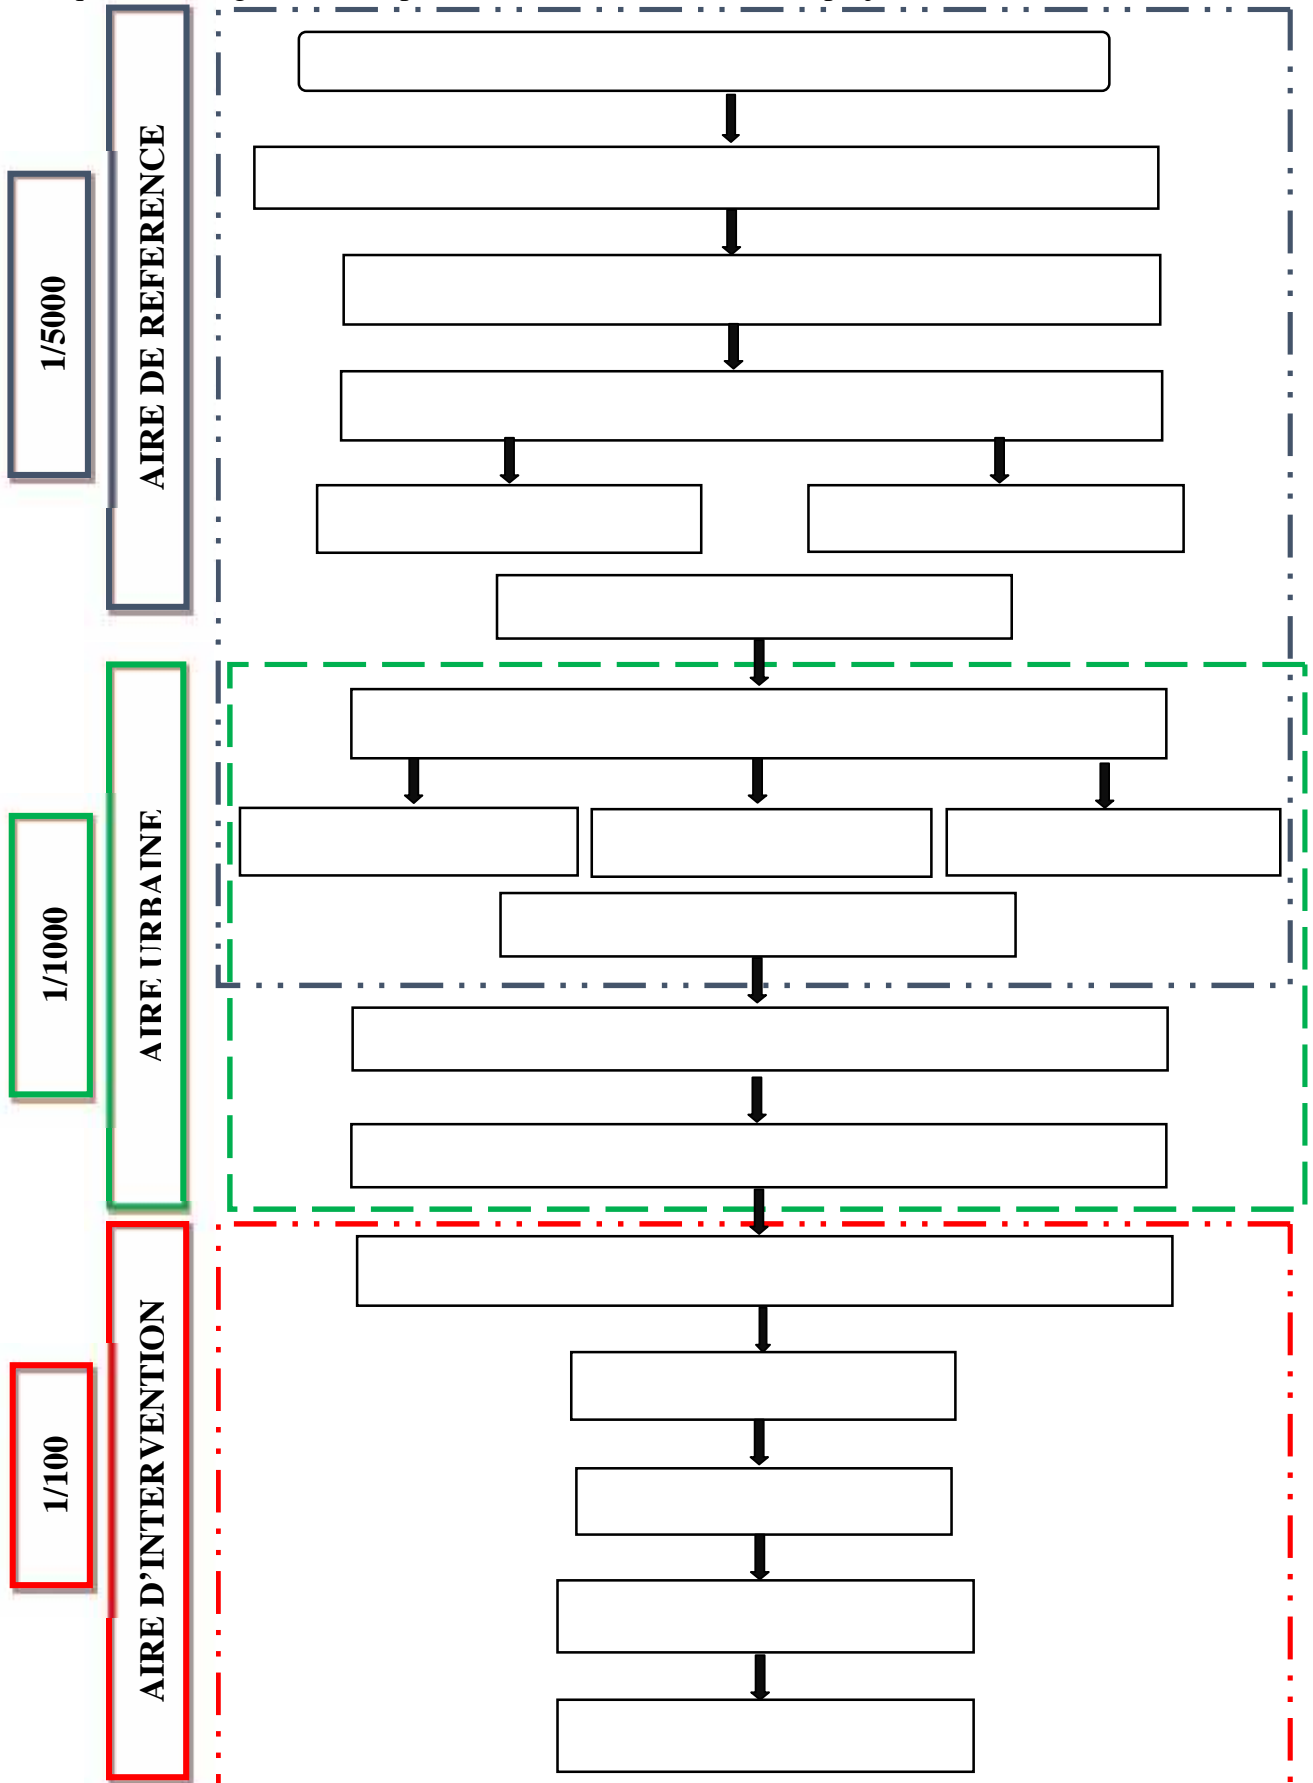 1/5000
AIRE DE REFERENCE
1/1000
AIRE URBAINE
1/100
AIRE D'INTERVENTION